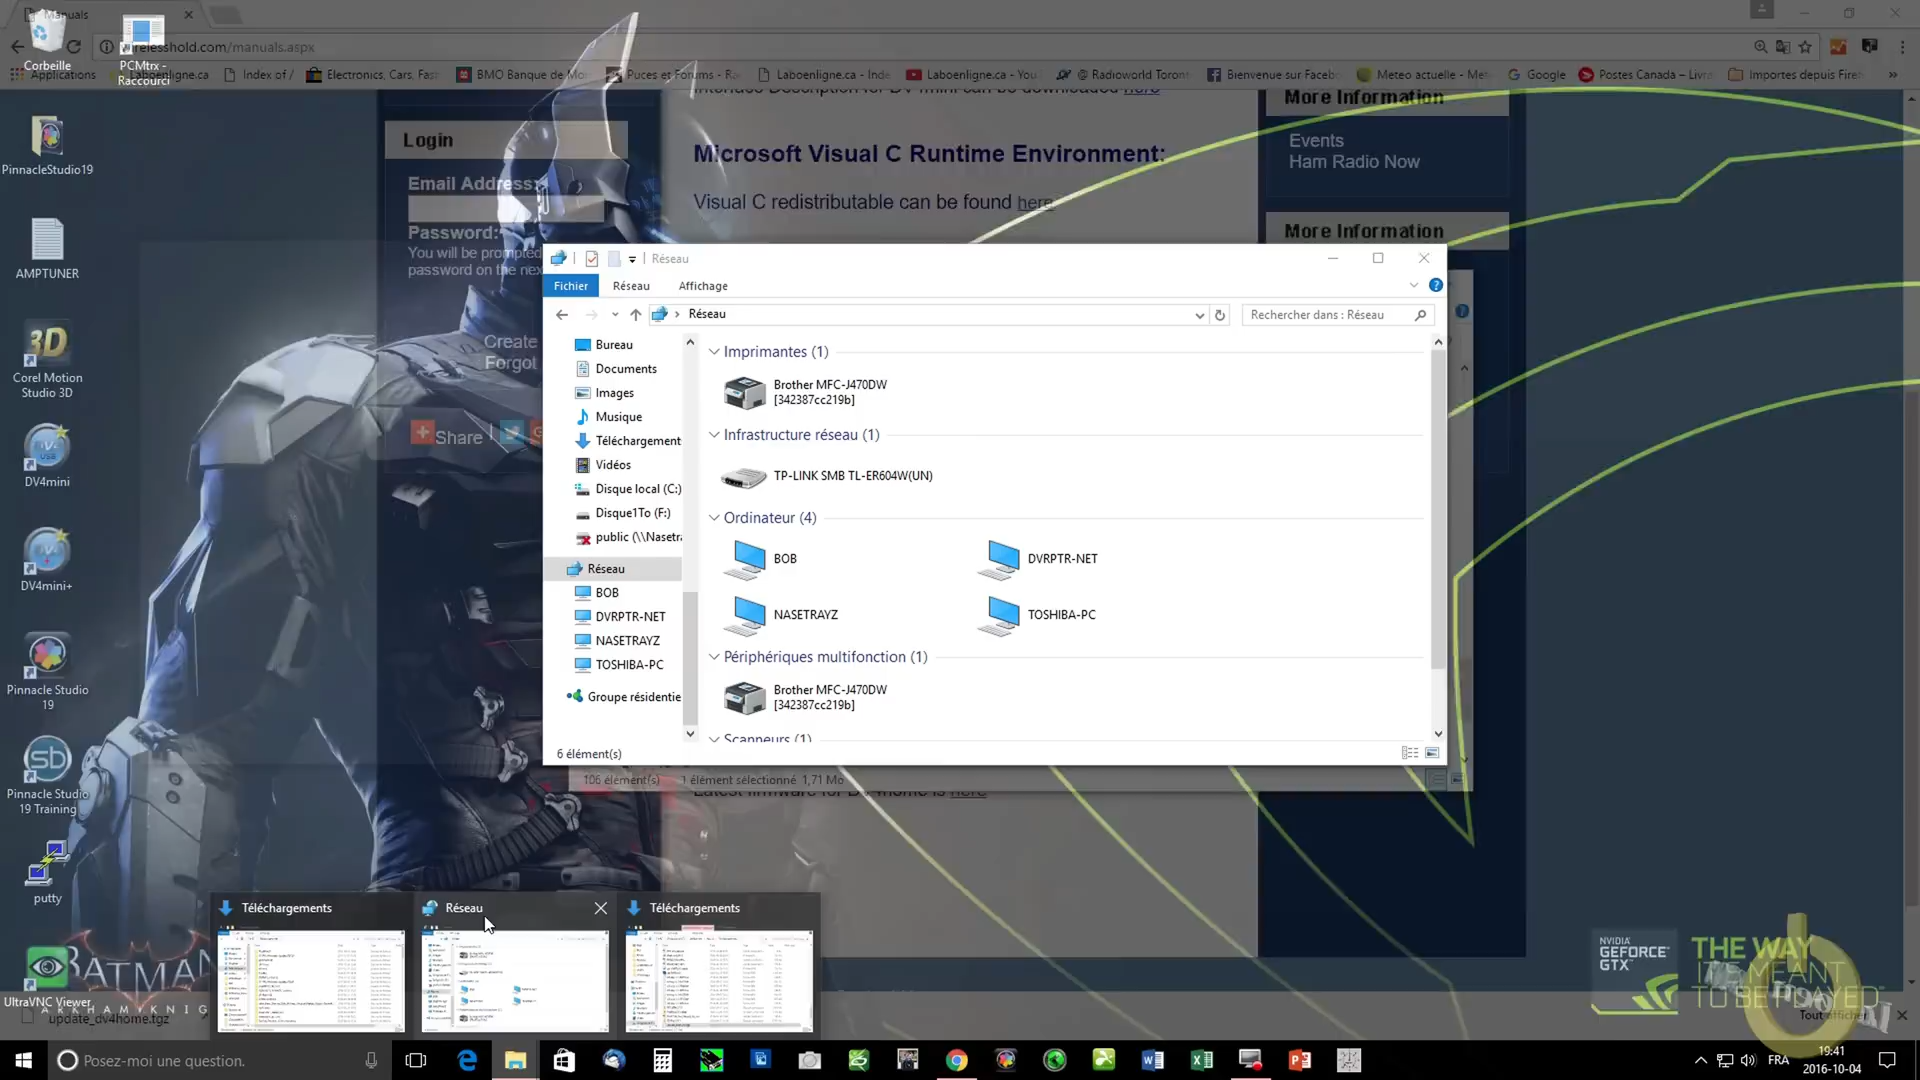 Manuals
relesshold.com/manuals.aspx
Applications
Laboenligne.ca
Index of /
Electronics, Cars, Fas
BMO Banque de Mo
Puces et Forums - Ra
Laboenligne.ca - Inde
Laboenligne.ca - You
@ Radioworld Toront
Bienvenue sur Faceb
Meteo actuelle - Met
Google
Postes Canada – Livra
Importes depuis Firef
Corbeille
PCMtrx -
Raccourci
PinnacleStudio19
AMPTUNER
Corel Motion
Studio 3D
DV4mini
DV4mini+
Pinnacle Studio
19
Pinnacle Studio
19 Training
putty
UltraVNC Viewer
BATMAN
ARKHAM KNIG
update_dv4home.tgz
Login
Email Address:
Password:
You will be prompted
password on the nex
Create
Forgot
Share
Interface Description for DV4mini can be downloaded here
Microsoft Visual C Runtime Environment:
Visual C redistributable can be found here
More Information
Events
Ham Radio Now
More Information
Réseau
Fichier
Réseau
Affichage
Réseau
Rechercher dans : Réseau
Bureau
Documents
Images
Musique
Téléchargement
Vidéos
Disque local (C:)
Disque1To (F:)
public (\\Nasetra
Réseau
BOB
DVRPTR-NET
NASETRAYZ
TOSHIBA-PC
Groupe résidentie
Imprimantes (1)
Brother MFC-J470DW
[342387cc219b]
Infrastructure réseau (1)
TP-LINK SMB TL-ER604W(UN)
Ordinateur (4)
BOB
DVRPTR-NET
NASETRAYZ
TOSHIBA-PC
Périphériques multifonction (1)
Brother MFC-J470DW
[342387cc219b]
Scanneurs (1)
6 élément(s)
106 élément(s)
1 élément sélectionné 1,71 Mo
Latest firmware for DV4home is here
Téléchargements
Réseau
Téléchargements
NVIDIA
GEFORCE
GTX
THE WAY
IT'S MEANT
TO BE PLAYED
Tout afficher
Posez-moi une question.
FRA
19:41
2016-10-04